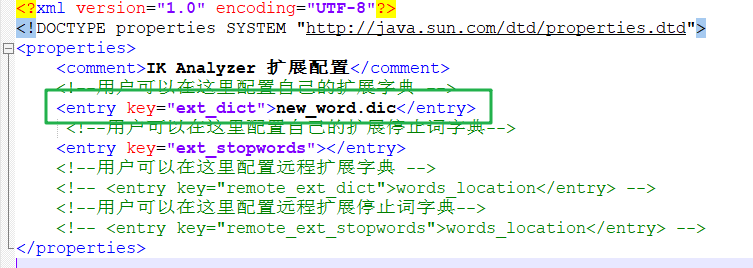 <?xml version="1.0" encoding="UTF-8"?>
<!DOCTYPE properties SYSTEM "http://java.sun.com/dtd/properties.dtd">
<properties>
<comment>IK Analyzer 扩展配置</comment>
<!--用户可以在这里配置自己的扩展字典 -->
<entry key="ext_dict">new_word.dic</entry>
<!--用户可以在这里配置自己的扩展停止词字典-->
<entry key="ext_stopwords"></entry>
<!--用户可以在这里配置远程扩展字典 -->
<!-- <entry key="remote_ext_dict">words_location</entry> -->
<!--用户可以在这里配置远程扩展停止词字典-->
<!-- <entry key="remote_ext_stopwords">words_location</entry> -->
</properties>